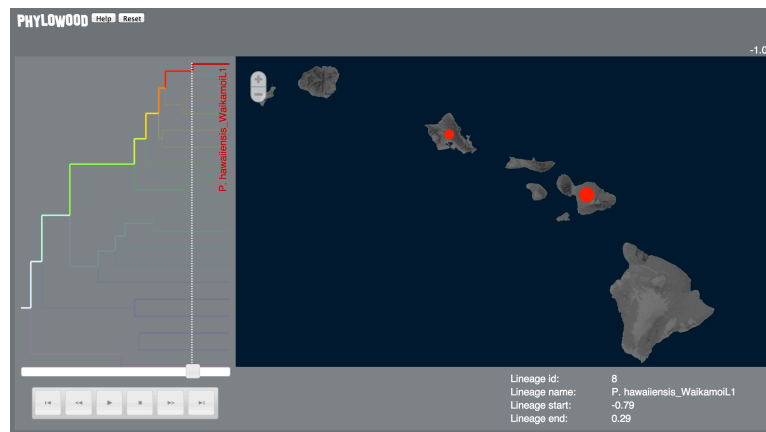 PHYLOWOOD Help Reset
-1.0
P. hawaiiensis_WaikamoiL1
Lineage id: 8
Lineage name: P. hawaiiensis_WaikamoiL1
Lineage start: -0.79
Lineage end: 0.29